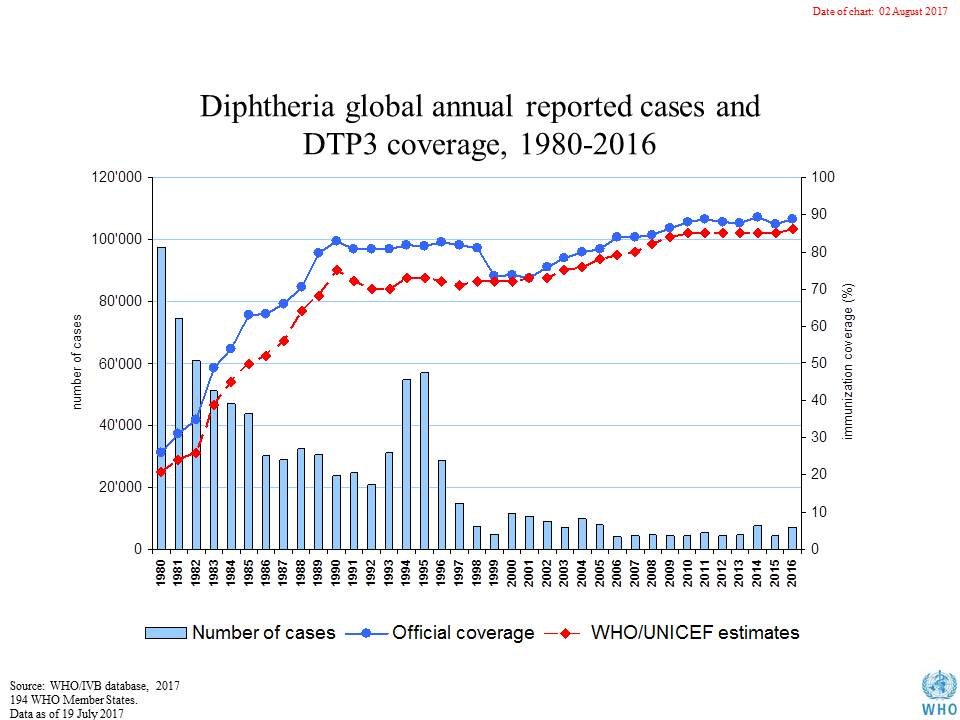 Date of chart: 02 August 2017
Diphtheria global annual reported cases and
DTP3 coverage, 1980-2016
number of cases
120'000
100'000
80'000
60'000
40'000
20'000
0
100
90
80
70
60
50
40
30
20
10
0
immunization coverage (%)
1980 1981 1982 1983 1984 1985 1986 1987 1988 1989 1990 1991 1992 1993 1994 1995 1996 1997 1998 1999 2000 2001 2002 2003 2004 2005 2006 2007 2008 2009 2010 2011 2012 2013 2014 2015 2016
Number of cases Official coverage WHO/UNICEF estimates
Source: WHO/IVB database, 2017
194 WHO Member States.
Data as of 19 July 2017
WHO